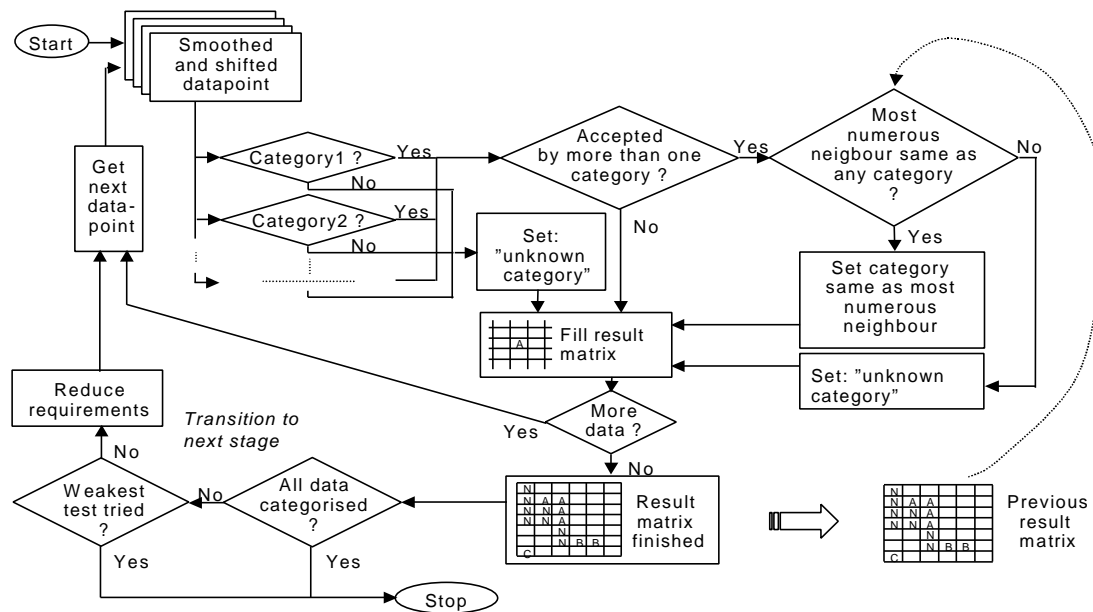 Start
Smoothed
and shifted
datapoint
Get
next
data-
point
Category1 ?
Yes
No
Category2 ?
Yes
No
Accepted
by more than one
category ?
Yes
No
Most
numerous
neigbour same as
any category
?
No
Yes
Set:
"unknown
category"
Set category
same as most
numerous
neighbour
A
Fill result
matrix
Set: "unknown
category"
More
data ?
Yes
No
Reduce
requirements
Transition to
next stage
No
Weakest
test tried
?
Yes
No
All data
categorised
?
Yes
N
N A A
N N A
N N A
N
N B B
C
Result
matrix
finished
N
N A A
N N A
N N A
N
N B B
C
Previous
result
matrix
Stop